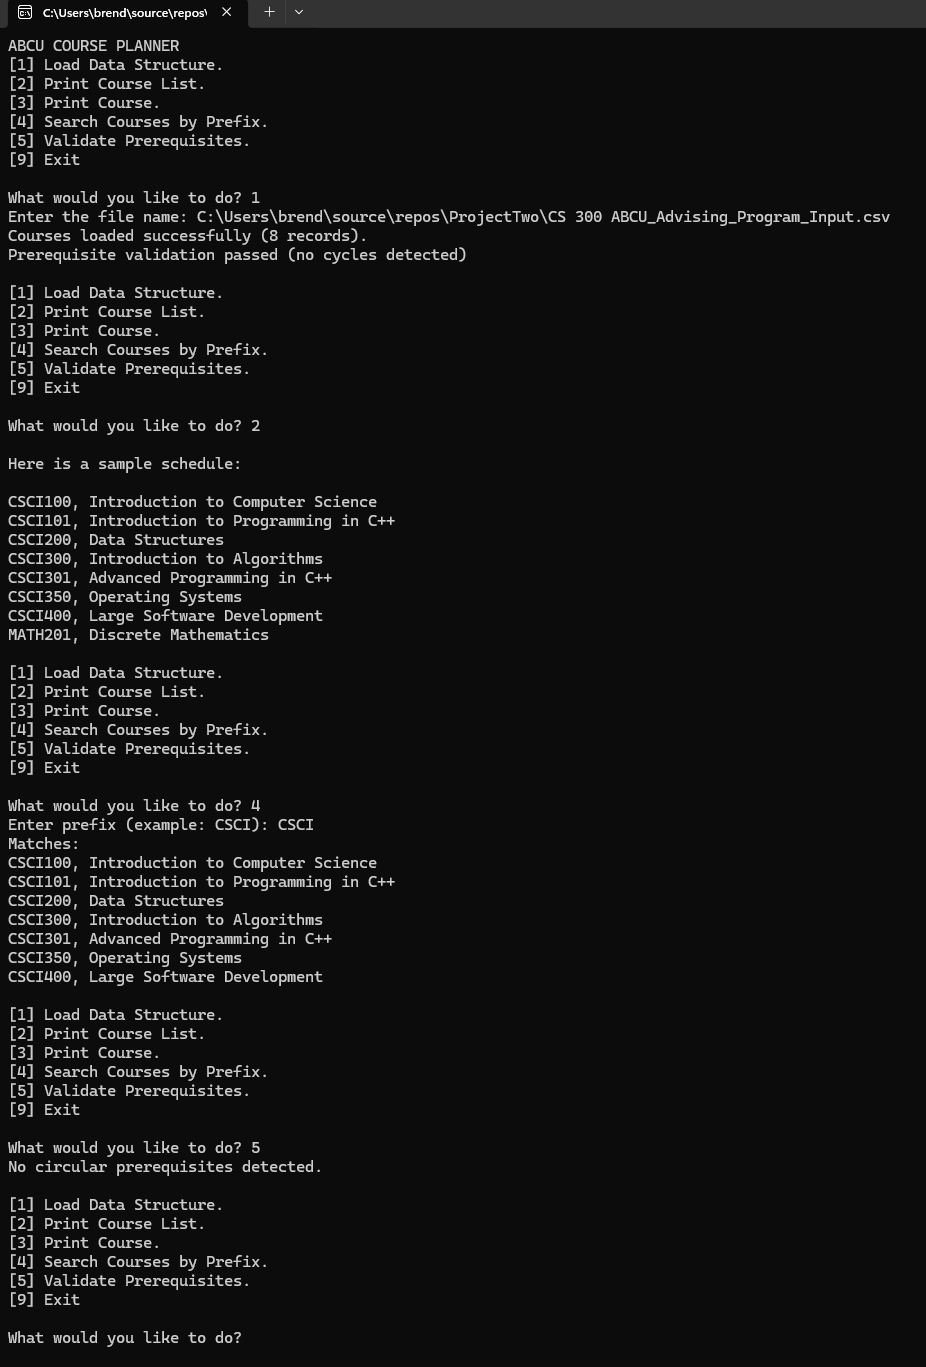 C:\Users\brend\source\repos\
ABCU COURSE PLANNER
[1] Load Data Structure.
[2] Print Course List.
[3] Print Course.
[4] Search Courses by Prefix.
[5] Validate Prerequisites.
[9] Exit
What would you like to do? 1
Enter the file name: C:\Users\brend\source\repos\ProjectTwo\CS 300 ABCU_Advising_Program_Input.csv
Courses loaded successfully (8 records).
Prerequisite validation passed (no cycles detected)
[1] Load Data Structure.
[2] Print Course List.
[3] Print Course.
[4] Search Courses by Prefix.
[5] Validate Prerequisites.
[9] Exit
What would you like to do? 2
Here is a sample schedule:
CSCI100, Introduction to Computer Science
CSCI101, Introduction to Programming in C++
CSCI200, Data Structures
CSCI300, Introduction to Algorithms
CSCI301, Advanced Programming in C++
CSCI350, Operating Systems
CSCI400, Large Software Development
MATH201, Discrete Mathematics
[1] Load Data Structure.
[2] Print Course List.
[3] Print Course.
[4] Search Courses by Prefix.
[5] Validate Prerequisites.
[9] Exit
What would you like to do? 4
Enter prefix (example: CSCI): CSCI
Matches:
CSCI100, Introduction to Computer Science
CSCI101, Introduction to Programming in C++
CSCI200, Data Structures
CSCI300, Introduction to Algorithms
CSCI301, Advanced Programming in C++
CSCI350, Operating Systems
CSCI400, Large Software Development
[1] Load Data Structure.
[2] Print Course List.
[3] Print Course.
[4] Search Courses by Prefix.
[5] Validate Prerequisites.
[9] Exit
What would you like to do? 5
No circular prerequisites detected.
[1] Load Data Structure.
[2] Print Course List.
[3] Print Course.
[4] Search Courses by Prefix.
[5] Validate Prerequisites.
[9] Exit
What would you like to do?